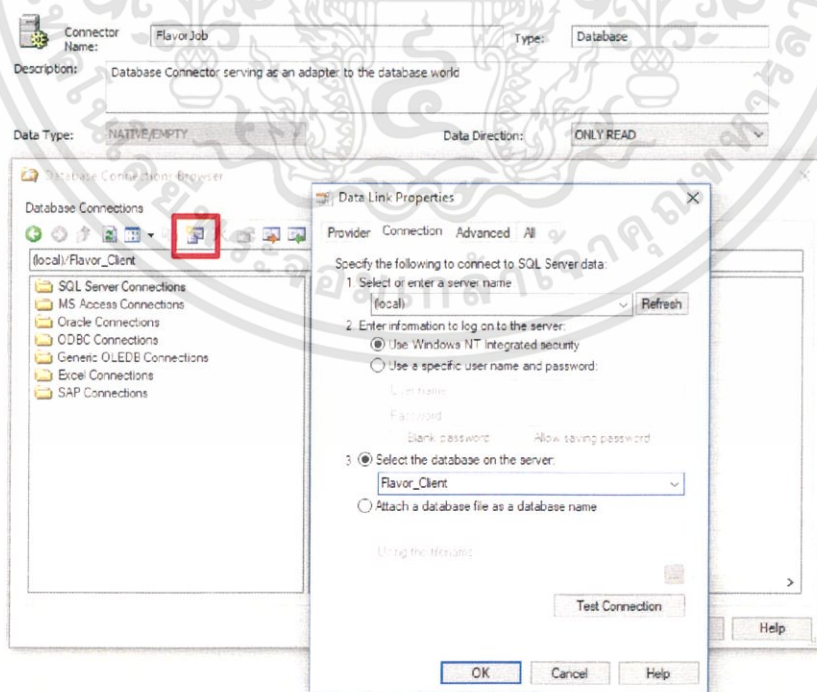 Connector Name: FlavorJob Type: Database
Description: Database Connector serving as an adapter to the database world
Data Type: NATIVE/EMPTY Data Direction: ONLY READ
Database Connections Browser
Database Connections
(local)/Flavor_Client
SQL Server Connections
MS Access Connections
Oracle Connections
ODBC Connections
Generic OLEDB Connections
Excel Connections
SAP Connections
Data Link Properties
Provider Connection Advanced All
Specify the following to connect to SQL Server data:
1. Select or enter a server name
(local) Refresh
2. Enter information to log on to the server:
Use Windows NT Integrated security
Use a specific user name and password:
User name:
Password:
Blank password Allow saving password
3. Select the database on the server:
Flavor_Client
Attach a database file as a database name
Using the filename
Test Connection
OK Cancel Help
Help